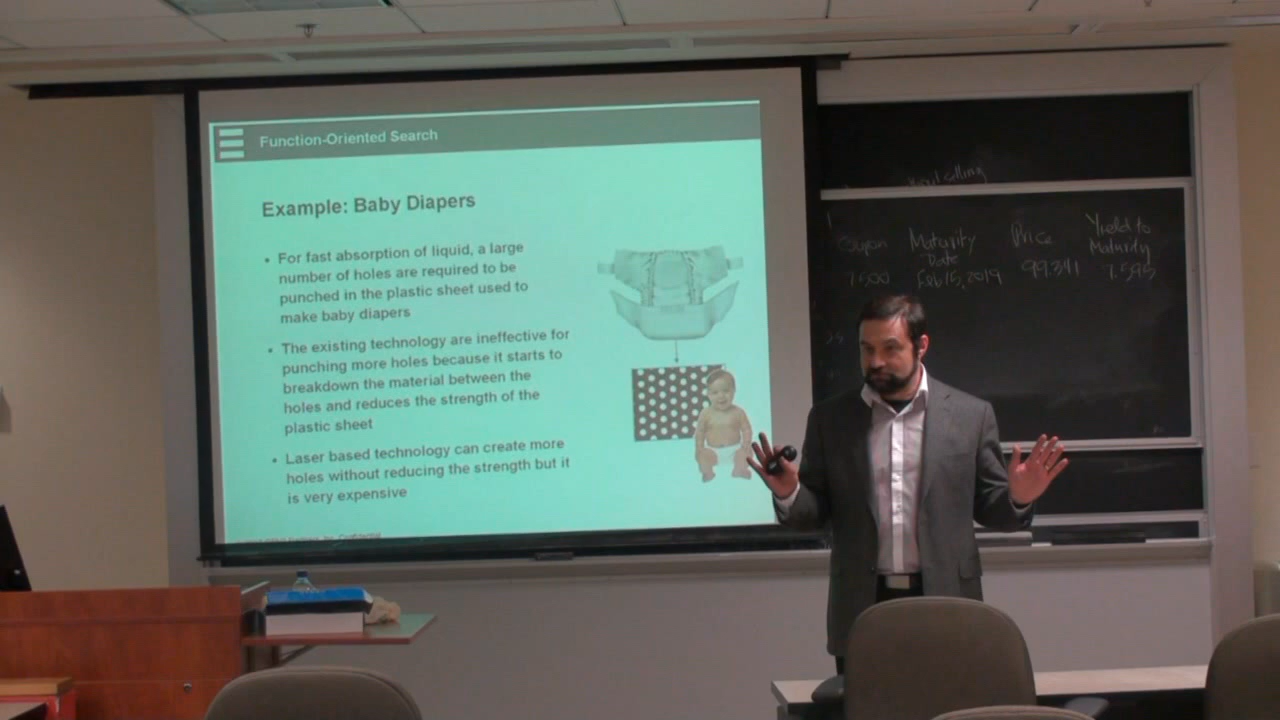 Function-Oriented Search
Example: Baby Diapers
• For fast absorption of liquid, a large
number of holes are required to be
punched in the plastic sheet used to
make baby diapers
• The existing technology are ineffective for
punching more holes because it starts to
breakdown the material between the
holes and reduces the strength of the
plastic sheet
• Laser based technology can create more
holes without reducing the strength but it
is very expensive
Confidential
Coupon Maturity Date Price Yield to Maturity
7.500 Feb 15, 2019 99.341 7.595